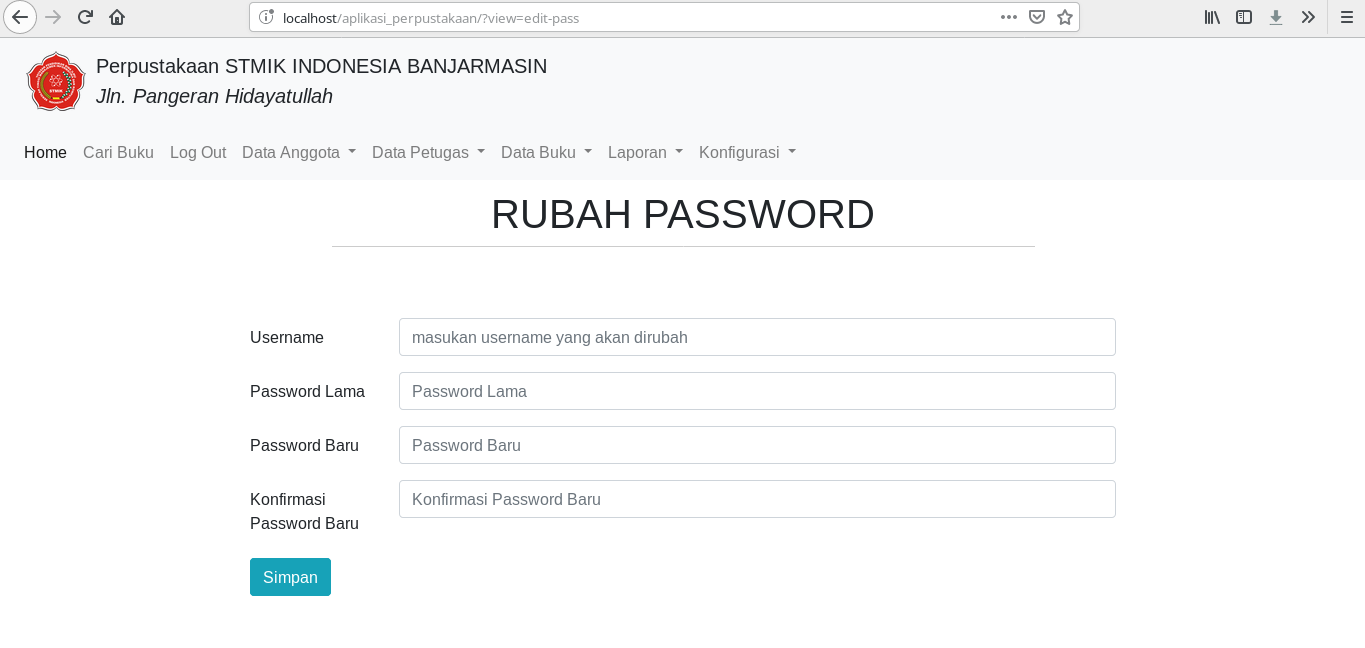 localhost/aplikasi_perpustakaan/?view=edit-pass
Perpustakaan STMIK INDONESIA BANJARMASIN
Jln. Pangeran Hidayatullah
STMIK
Home Cari Buku Log Out Data Anggota Data Petugas Data Buku Laporan Konfigurasi
RUBAH PASSWORD
Username masukan username yang akan dirubah
Password Lama Password Lama
Password Baru Password Baru
Konfirmasi Konfirmasi Password Baru
Password Baru
Simpan